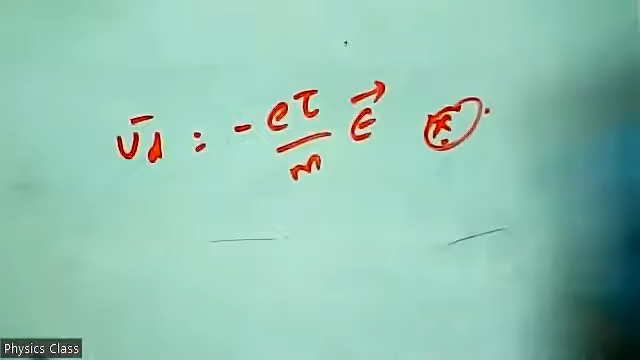 v̄d : - eτ/m E⃗ ⊛
Physics Class